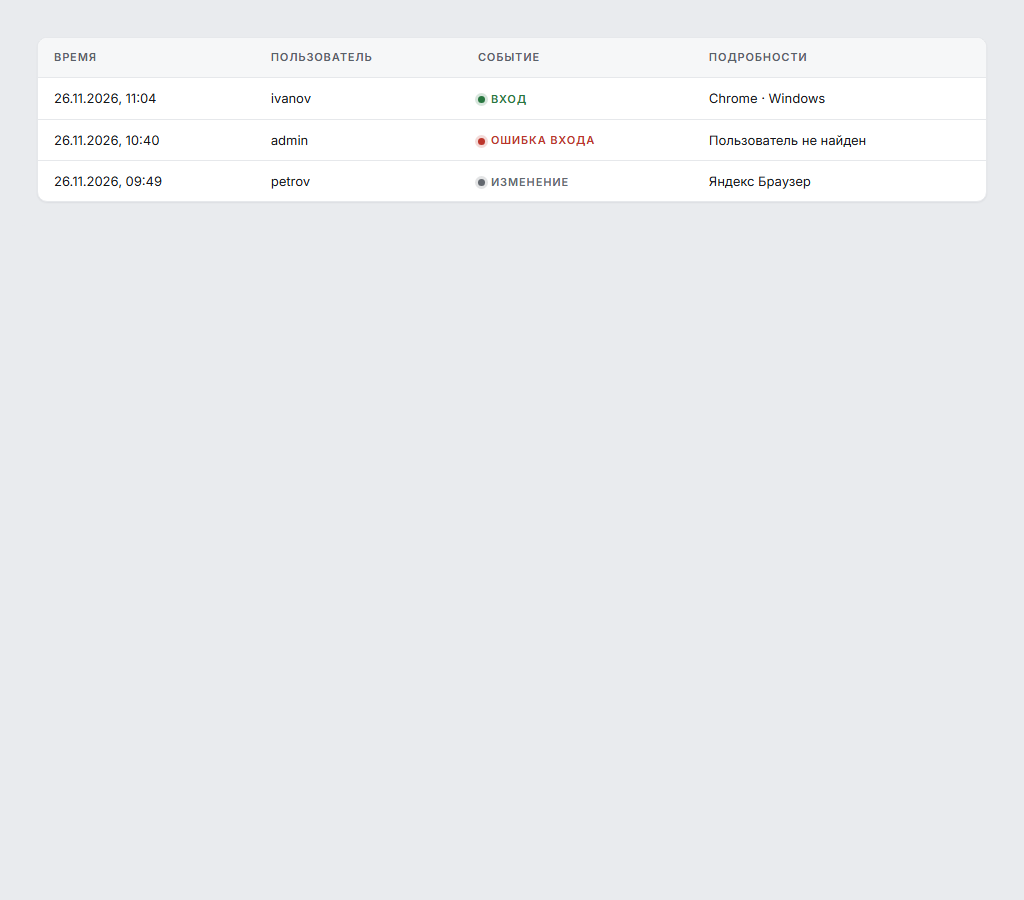 ВРЕМЯ ПОЛЬЗОВАТЕЛЬ СОБЫТИЕ ПОДРОБНОСТИ
26.11.2026, 11:04 ivanov ВХОД Chrome · Windows
26.11.2026, 10:40 admin ОШИБКА ВХОДА Пользователь не найден
26.11.2026, 09:49 petrov ИЗМЕНЕНИЕ Яндекс Браузер